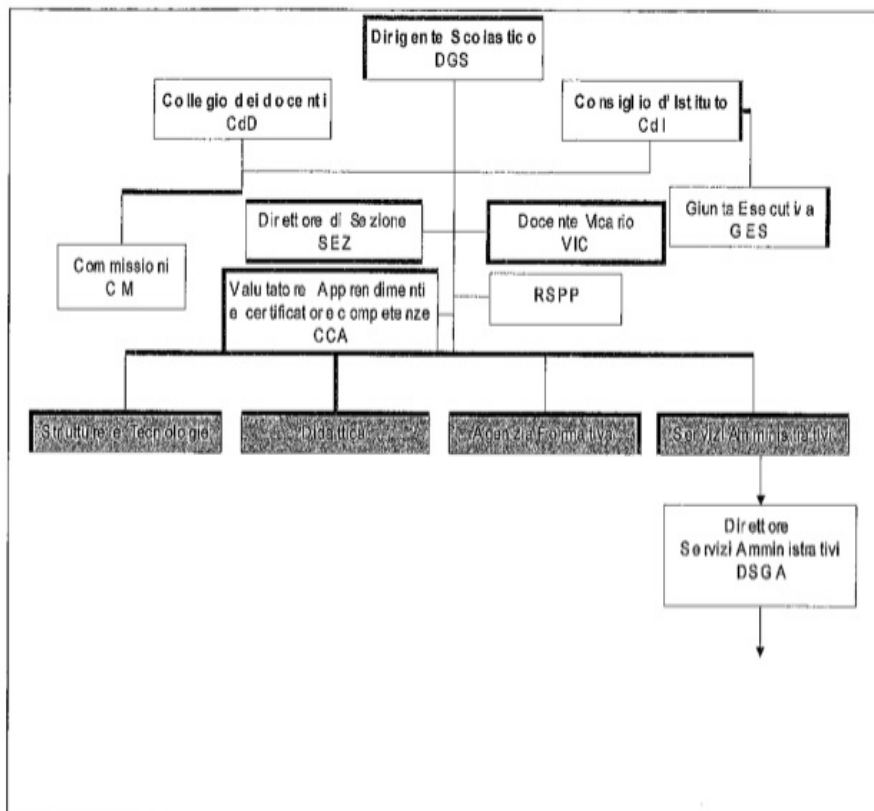 Dirigente Scolastico
DGS
Collegio dei docenti
CdD
Consiglio d'Istituto
CdI
Direttore di Sezione
SEZ
Docente Vicario
VIC
Giunta Esecutiva
GES
Commissioni
CM
Valutatore Apprendimenti
e certificatore competenze
CCA
RSPP
Strutture e Tecnologie
Didattica
Agenzia Formativa
Servizi Amministrativi
Direttore
Servizi Amministrativi
DSGA